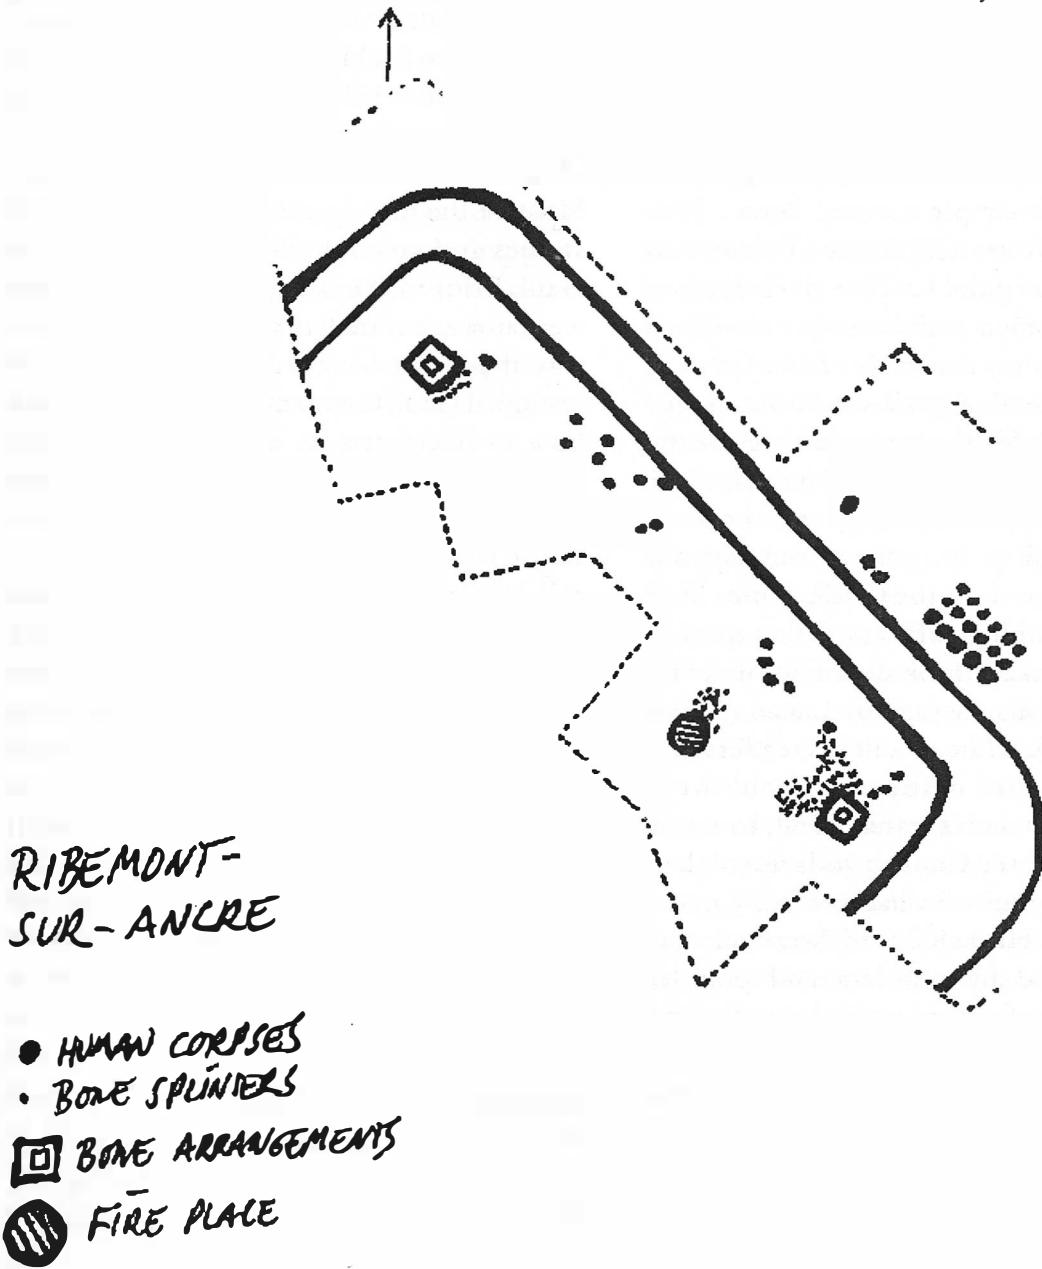 RIBEMONT-
SUR-ANCRE
HUMAN CORPSES
BONE SPLINTERS
BONE ARRANGEMENTS
FIRE PLACE